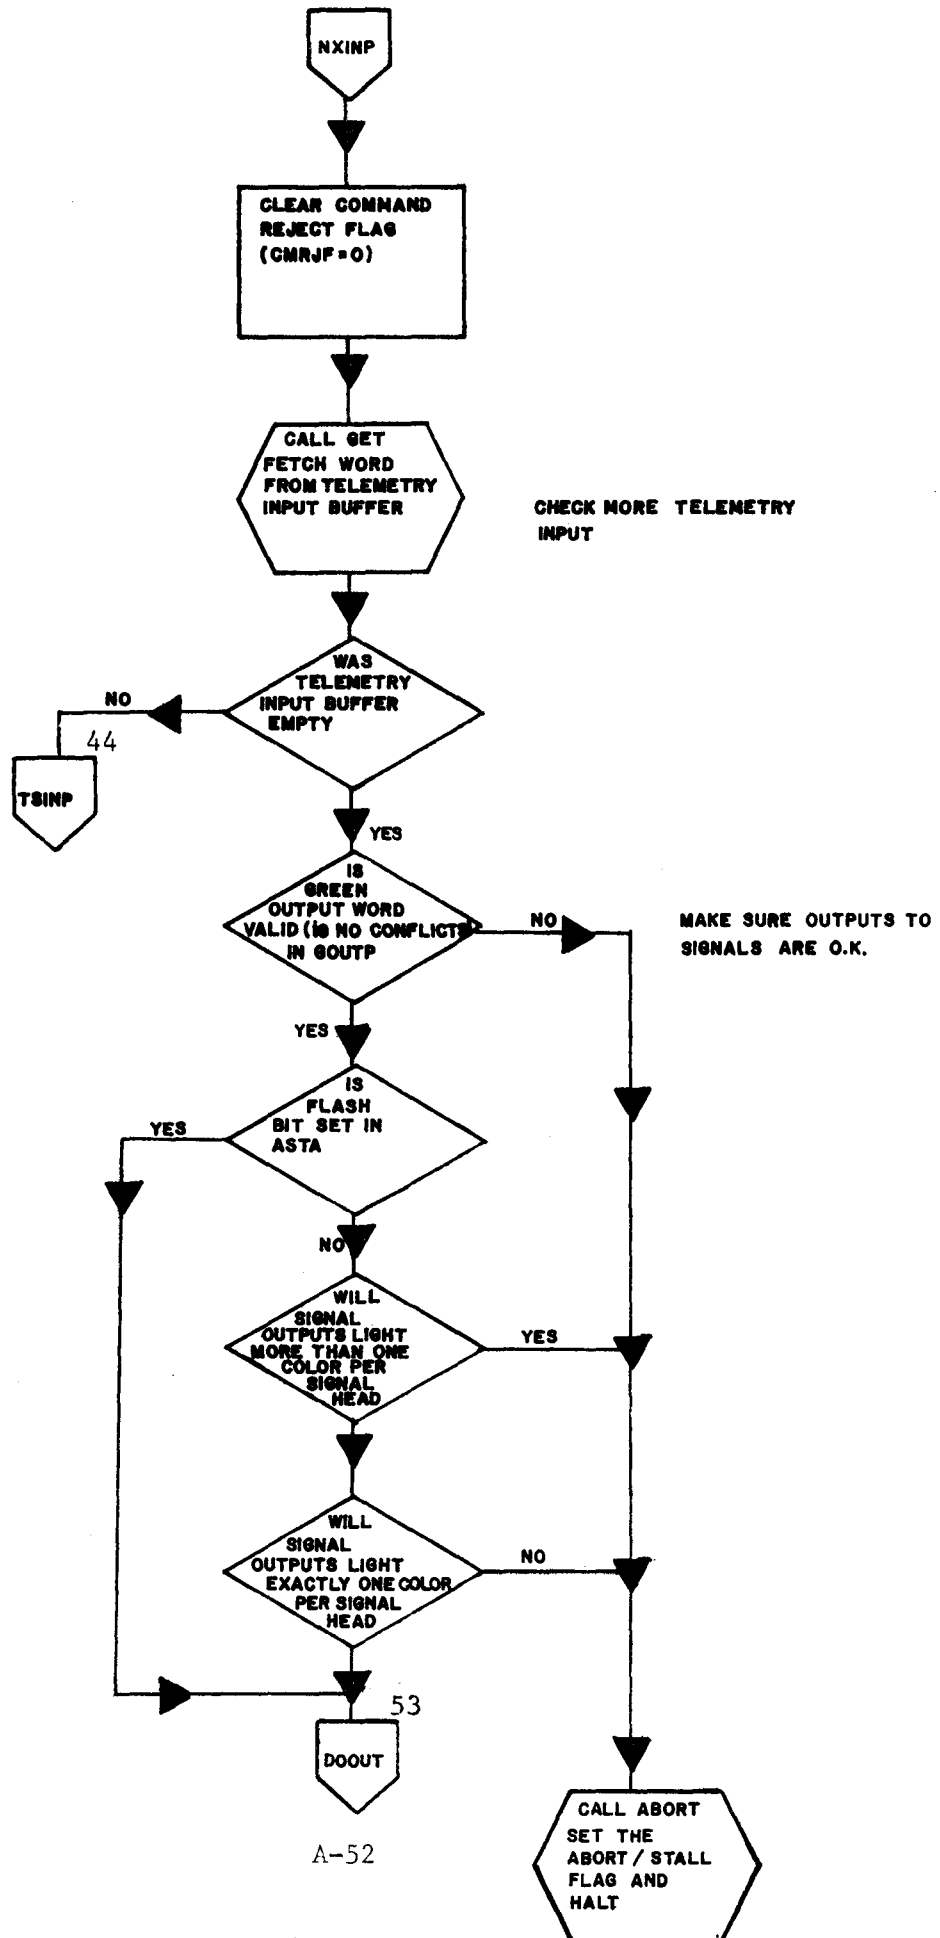 NXINP
CLEAR COMMAND
REJECT FLAG
(CMRJF=0)
CALL GET
FETCH WORD
FROM TELEMETRY
INPUT BUFFER
CHECK MORE TELEMETRY
INPUT
WAS
TELEMETRY
INPUT BUFFER
EMPTY
NO
44
TSINP
YES
IS
GREEN
OUTPUT WORD
VALID (IS NO CONFLICTS)
IN GOUTP
NO
MAKE SURE OUTPUTS TO
SIGNALS ARE O.K.
YES
IS
FLASH
BIT SET IN
ASTA
YES
NO
WILL
SIGNAL
OUTPUTS LIGHT
MORE THAN ONE
COLOR PER
SIGNAL
HEAD
YES
WILL
SIGNAL
OUTPUTS LIGHT
EXACTLY ONE COLOR
PER SIGNAL
HEAD
NO
53
DOOUT
CALL ABORT
SET THE
ABORT / STALL
FLAG AND
HALT
A-52